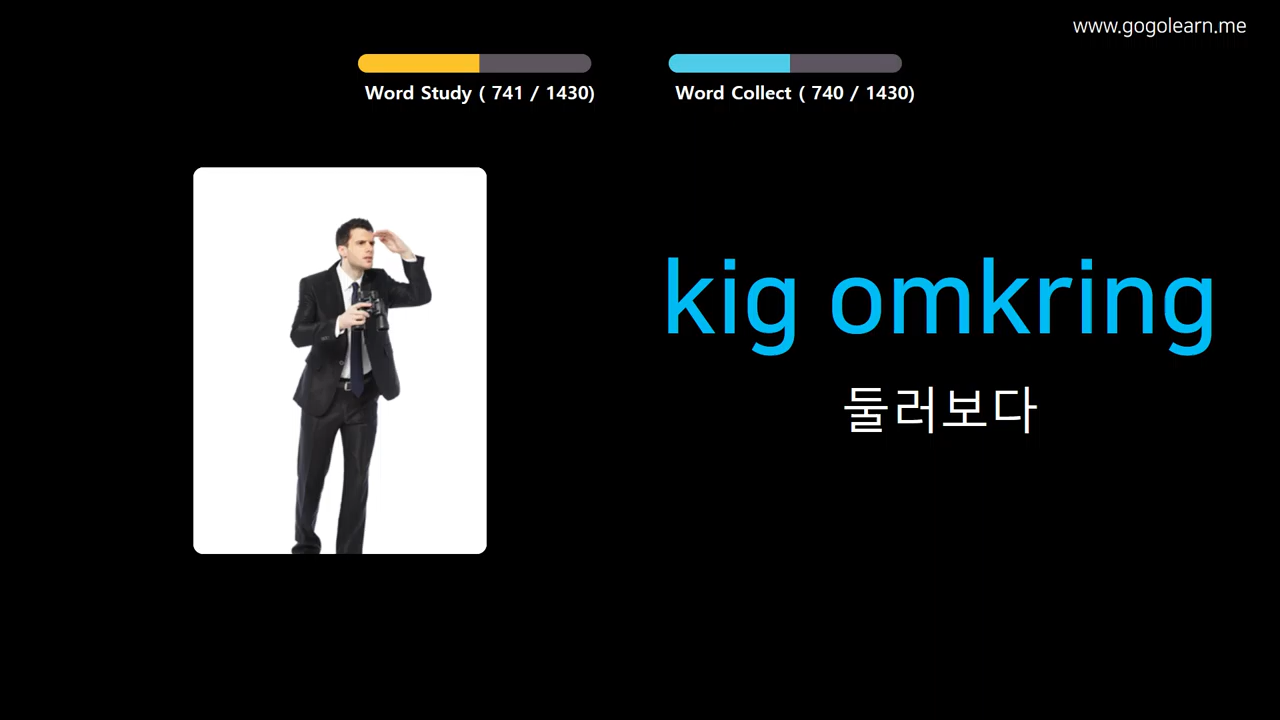 www.gogolearn.me
Word Study ( 741 / 1430)
Word Collect ( 740 / 1430)
kig omkring
둘러보다